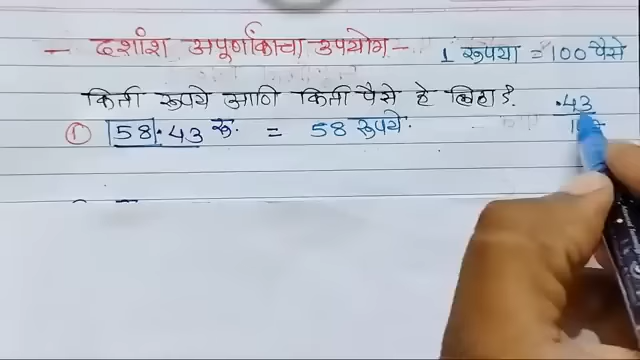 - दशांश अपूर्णांकाचा उपयोग -
1 रुपया = 100 पैसे
किती रुपये आणि किती पैसे हे लिहा?
① 58.43 रु. = 58 रुपये.
.43